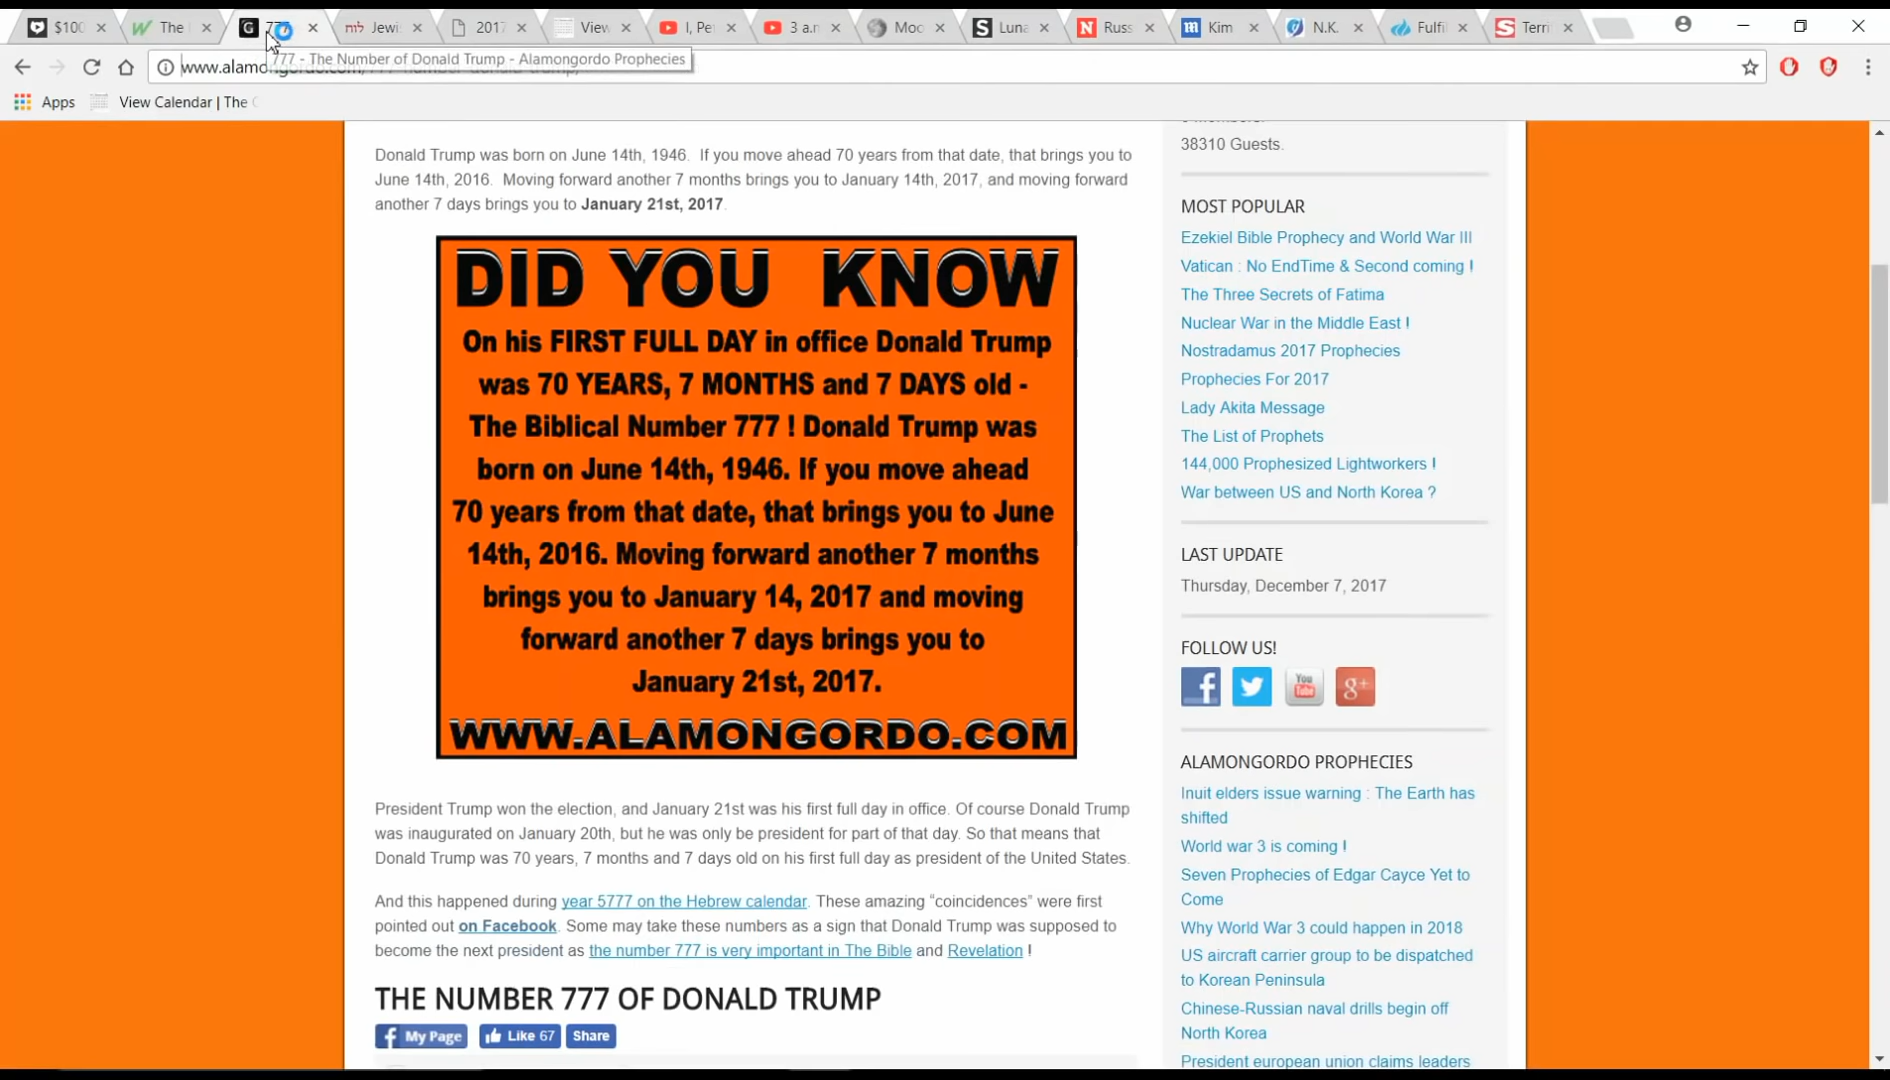 $100
The
777
Jewi
2017
View
I, Pe
3 a.n
Moc
Luna
Russ
Kim
N.K.
Fulfil
Terri
777 - The Number of Donald Trump - Alamongordo Prophecies
Apps
View Calendar | The
38310 Guests.
Donald Trump was born on June 14th, 1946. If you move ahead 70 years from that date, that brings you to
June 14th, 2016. Moving forward another 7 months brings you to January 14th, 2017, and moving forward
another 7 days brings you to January 21st, 2017.
DID YOU KNOW
On his FIRST FULL DAY in office Donald Trump
was 70 YEARS, 7 MONTHS and 7 DAYS old -
The Biblical Number 777 ! Donald Trump was
born on June 14th, 1946. If you move ahead
70 years from that date, that brings you to June
14th, 2016. Moving forward another 7 months
brings you to January 14, 2017 and moving
forward another 7 days brings you to
January 21st, 2017.
WWW.ALAMONGORDO.COM
President Trump won the election, and January 21st was his first full day in office. Of course Donald Trump
was inaugurated on January 20th, but he was only be president for part of that day. So that means that
Donald Trump was 70 years, 7 months and 7 days old on his first full day as president of the United States.
And this happened during year 5777 on the Hebrew calendar. These amazing “coincidences” were first
pointed out on Facebook. Some may take these numbers as a sign that Donald Trump was supposed to
become the next president as the number 777 is very important in The Bible and Revelation !
THE NUMBER 777 OF DONALD TRUMP
My Page
Like 67
Share
MOST POPULAR
Ezekiel Bible Prophecy and World War III
Vatican : No EndTime & Second coming !
The Three Secrets of Fatima
Nuclear War in the Middle East !
Nostradamus 2017 Prophecies
Prophecies For 2017
Lady Akita Message
The List of Prophets
144,000 Prophesized Lightworkers !
War between US and North Korea ?
LAST UPDATE
Thursday, December 7, 2017
FOLLOW US!
ALAMONGORDO PROPHECIES
Inuit elders issue warning : The Earth has
shifted
World war 3 is coming !
Seven Prophecies of Edgar Cayce Yet to
Come
Why World War 3 could happen in 2018
US aircraft carrier group to be dispatched
to Korean Peninsula
Chinese-Russian naval drills begin off
North Korea
President european union claims leaders